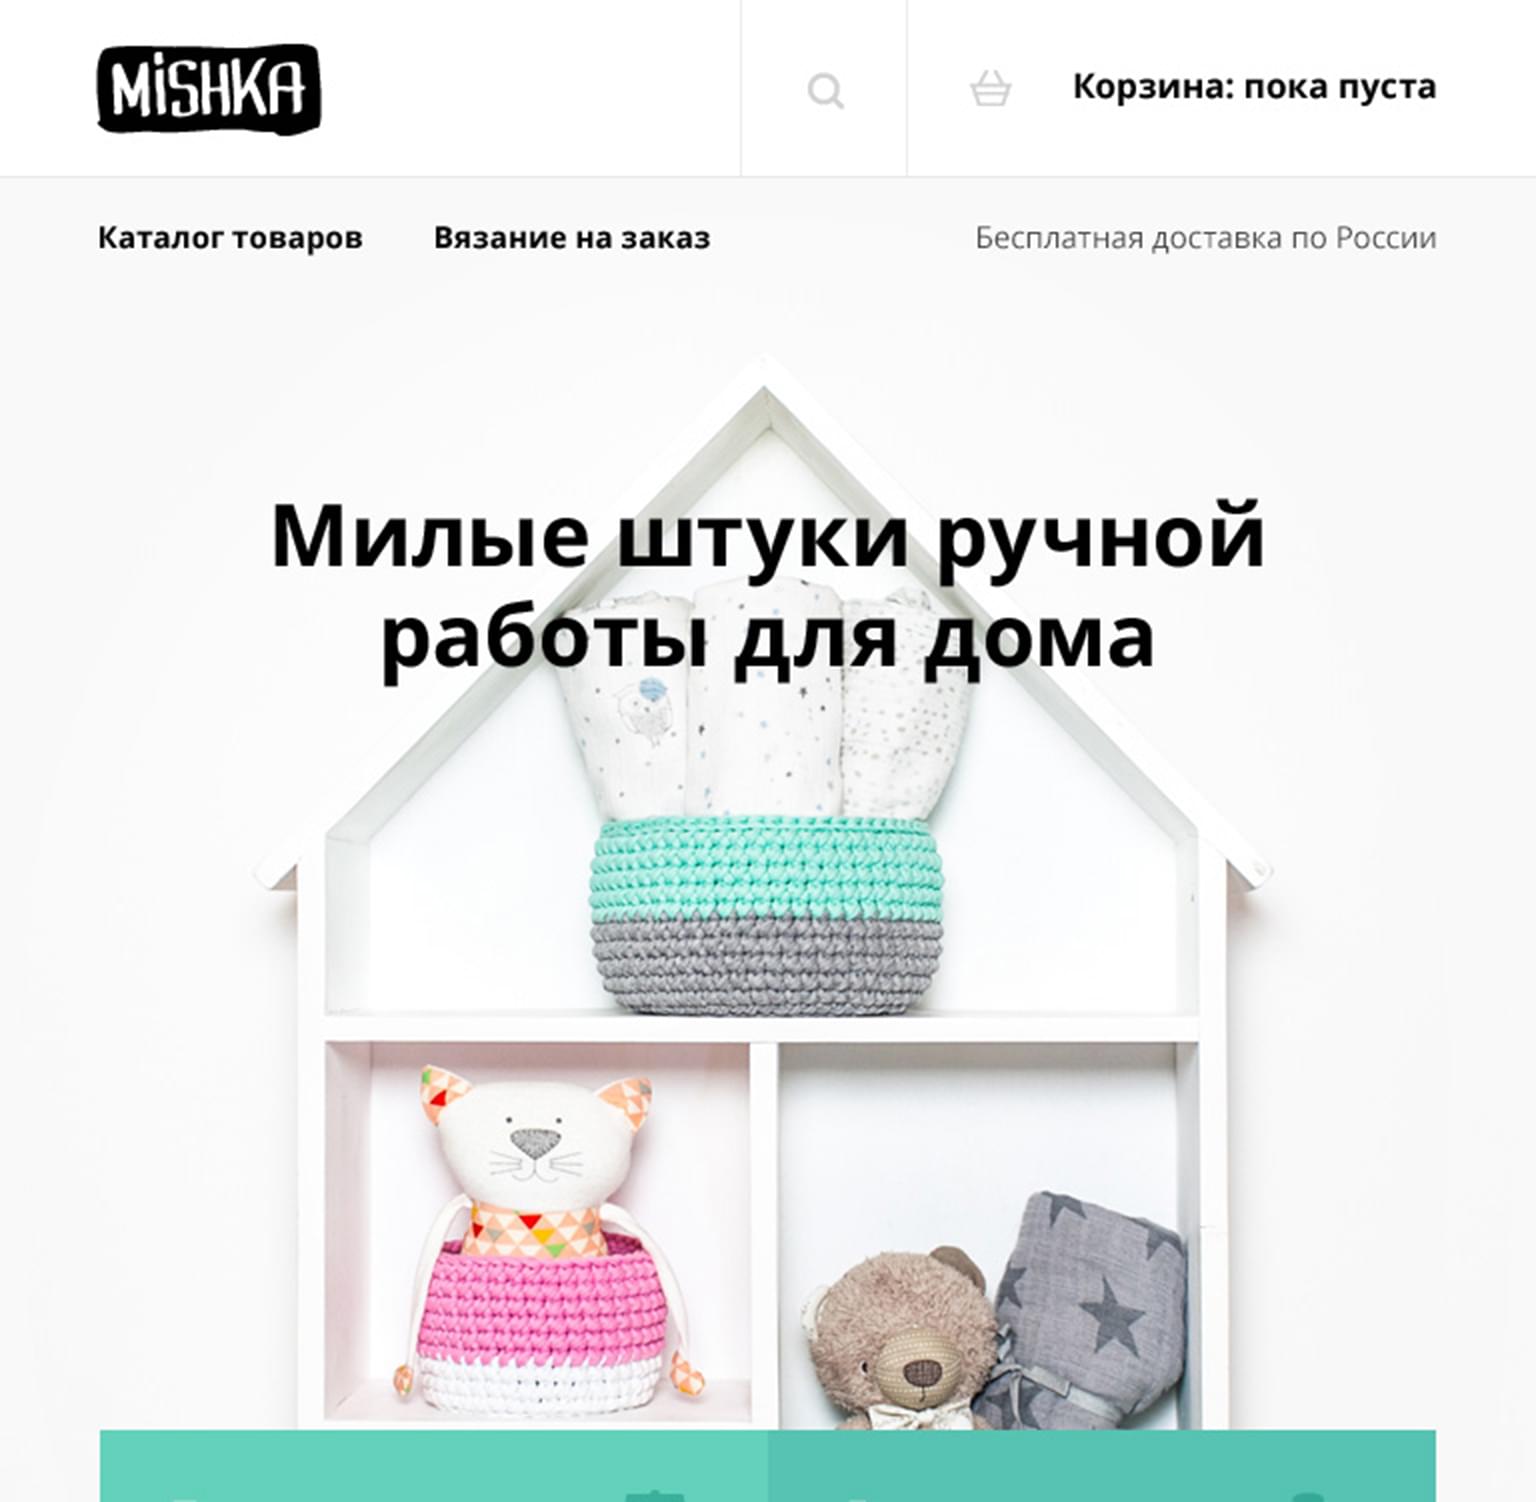 MiSHKA
Корзина: пока пуста
Каталог товаров
Вязание на заказ
Бесплатная доставка по России
Милые штуки ручной
работы для дома